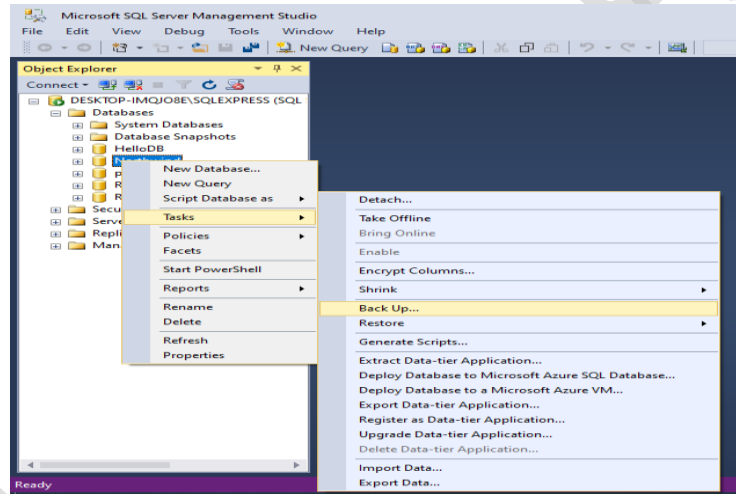 Microsoft SQL Server Management Studio
File Edit View Debug Tools Window Help
New Query
Object Explorer
Connect
DESKTOP-IMQJO8E\SQLEXPRESS (SQL
Databases
System Databases
Database Snapshots
HelloDB
P
R
R
Secu
Serve
Repli
Man
New Database...
New Query
Script Database as
Tasks
Policies
Facets
Start PowerShell
Reports
Rename
Delete
Refresh
Properties
Detach...
Take Offline
Bring Online
Enable
Encrypt Columns...
Shrink
Back Up...
Restore
Generate Scripts...
Extract Data-tier Application...
Deploy Database to Microsoft Azure SQL Database...
Deploy Database to a Microsoft Azure VM...
Export Data-tier Application...
Register as Data-tier Application...
Upgrade Data-tier Application...
Delete Data-tier Application...
Import Data...
Export Data...
Ready